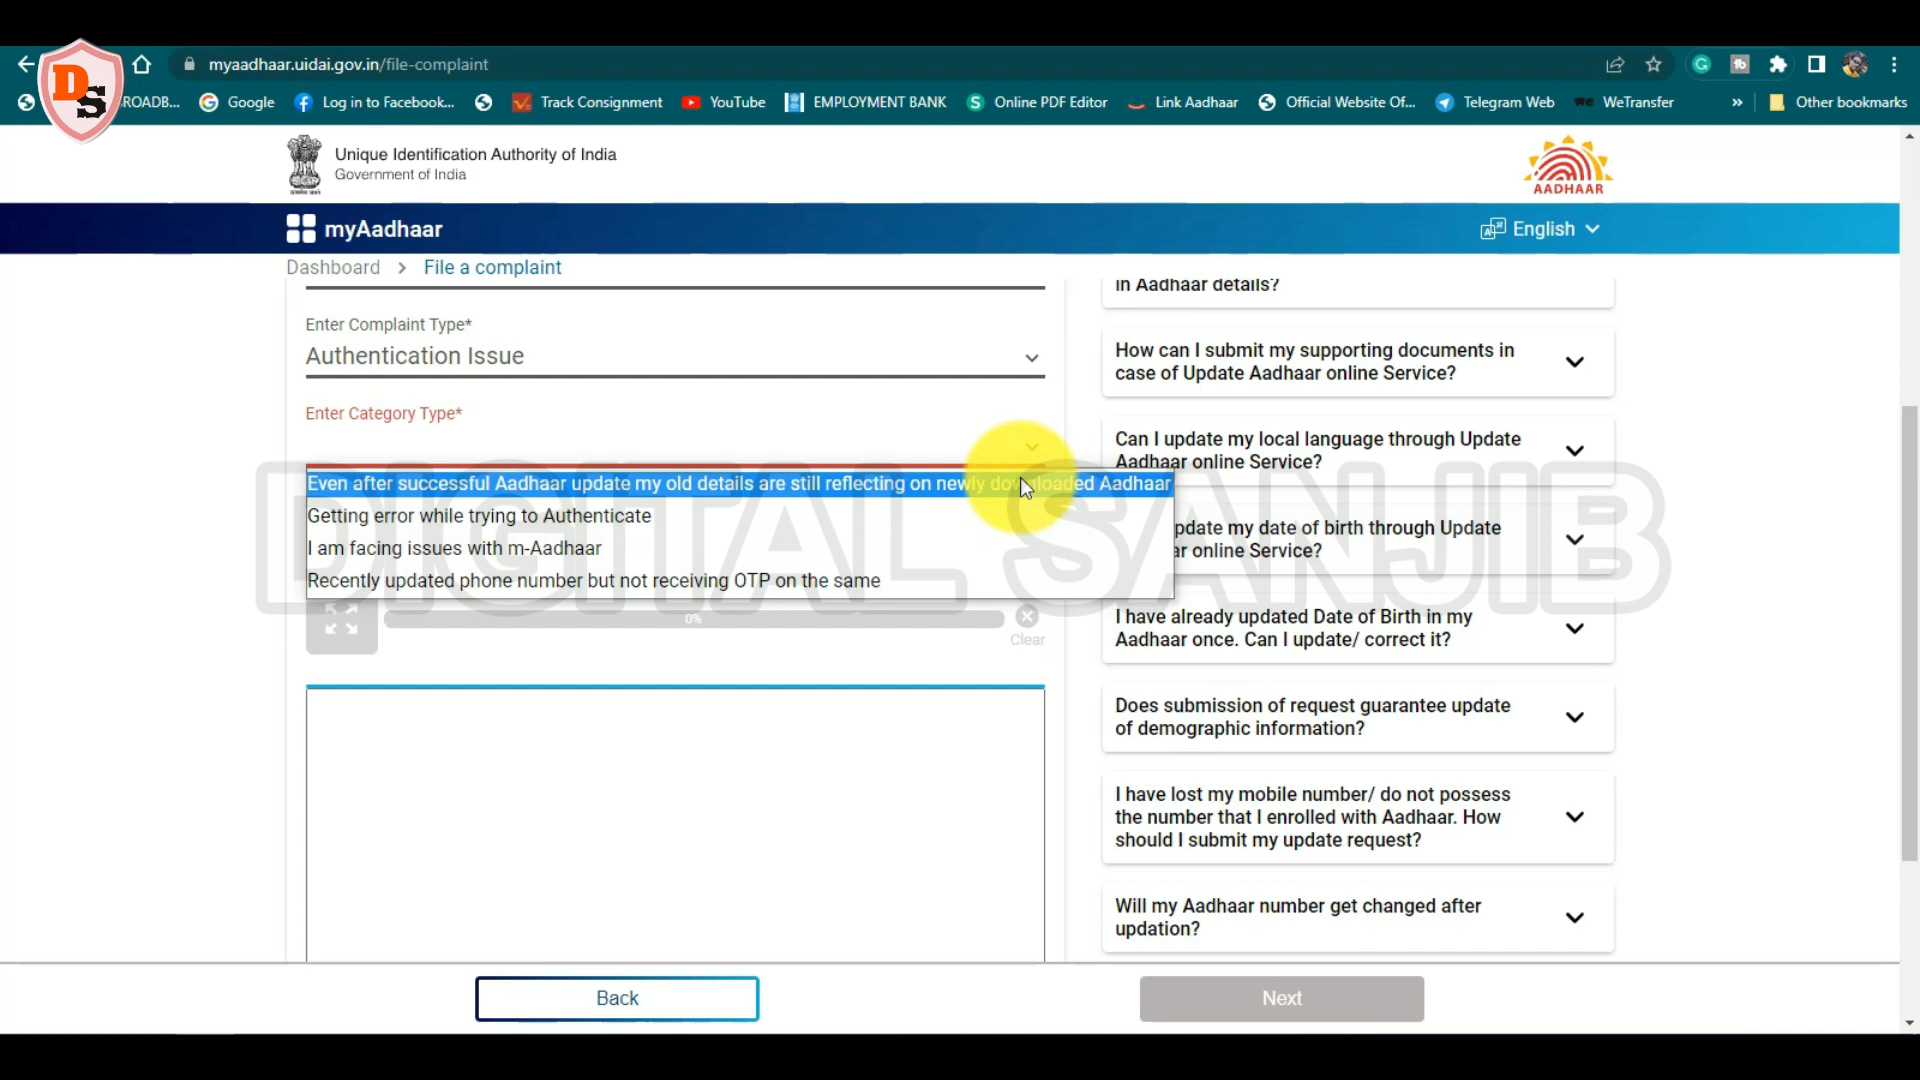 myaadhaar.uidai.gov.in/file-complaint
ROADB...
Google
Log in to Facebook...
Track Consignment
YouTube
EMPLOYMENT BANK
Online PDF Editor
Link Aadhaar
Official Website Of...
Telegram Web
WeTransfer
»
Other bookmarks
DS
Unique Identification Authority of India
Government of India
AADHAAR
myAadhaar
English
Dashboard > File a complaint
Enter Complaint Type*
Authentication Issue
Enter Category Type*
Even after successful Aadhaar update my old details are still reflecting on newly downloaded Aadhaar
Getting error while trying to Authenticate
I am facing issues with m-Aadhaar
Recently updated phone number but not receiving OTP on the same
0%
Clear
DIGITAL SANJIB
in Aadhaar details?
How can I submit my supporting documents in
case of Update Aadhaar online Service?
Can I update my local language through Update
Aadhaar online Service?
pdate my date of birth through Update
ar online Service?
I have already updated Date of Birth in my
Aadhaar once. Can I update/ correct it?
Does submission of request guarantee update
of demographic information?
I have lost my mobile number/ do not possess
the number that I enrolled with Aadhaar. How
should I submit my update request?
Will my Aadhaar number get changed after
updation?
Back
Next